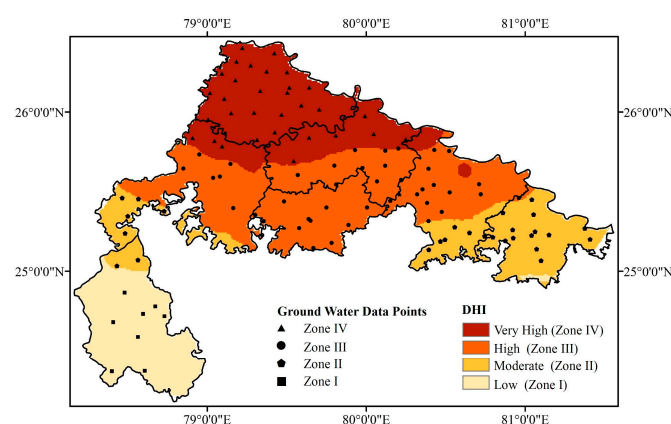 79°0'0"E 80°0'0"E 81°0'0"E
26°0'0"N 26°0'0"N
25°0'0"N 25°0'0"N
Ground Water Data Points
Zone IV
Zone III
Zone II
Zone I
DHI
Very High (Zone IV)
High (Zone III)
Moderate (Zone II)
Low (Zone I)
79°0'0"E 80°0'0"E 81°0'0"E